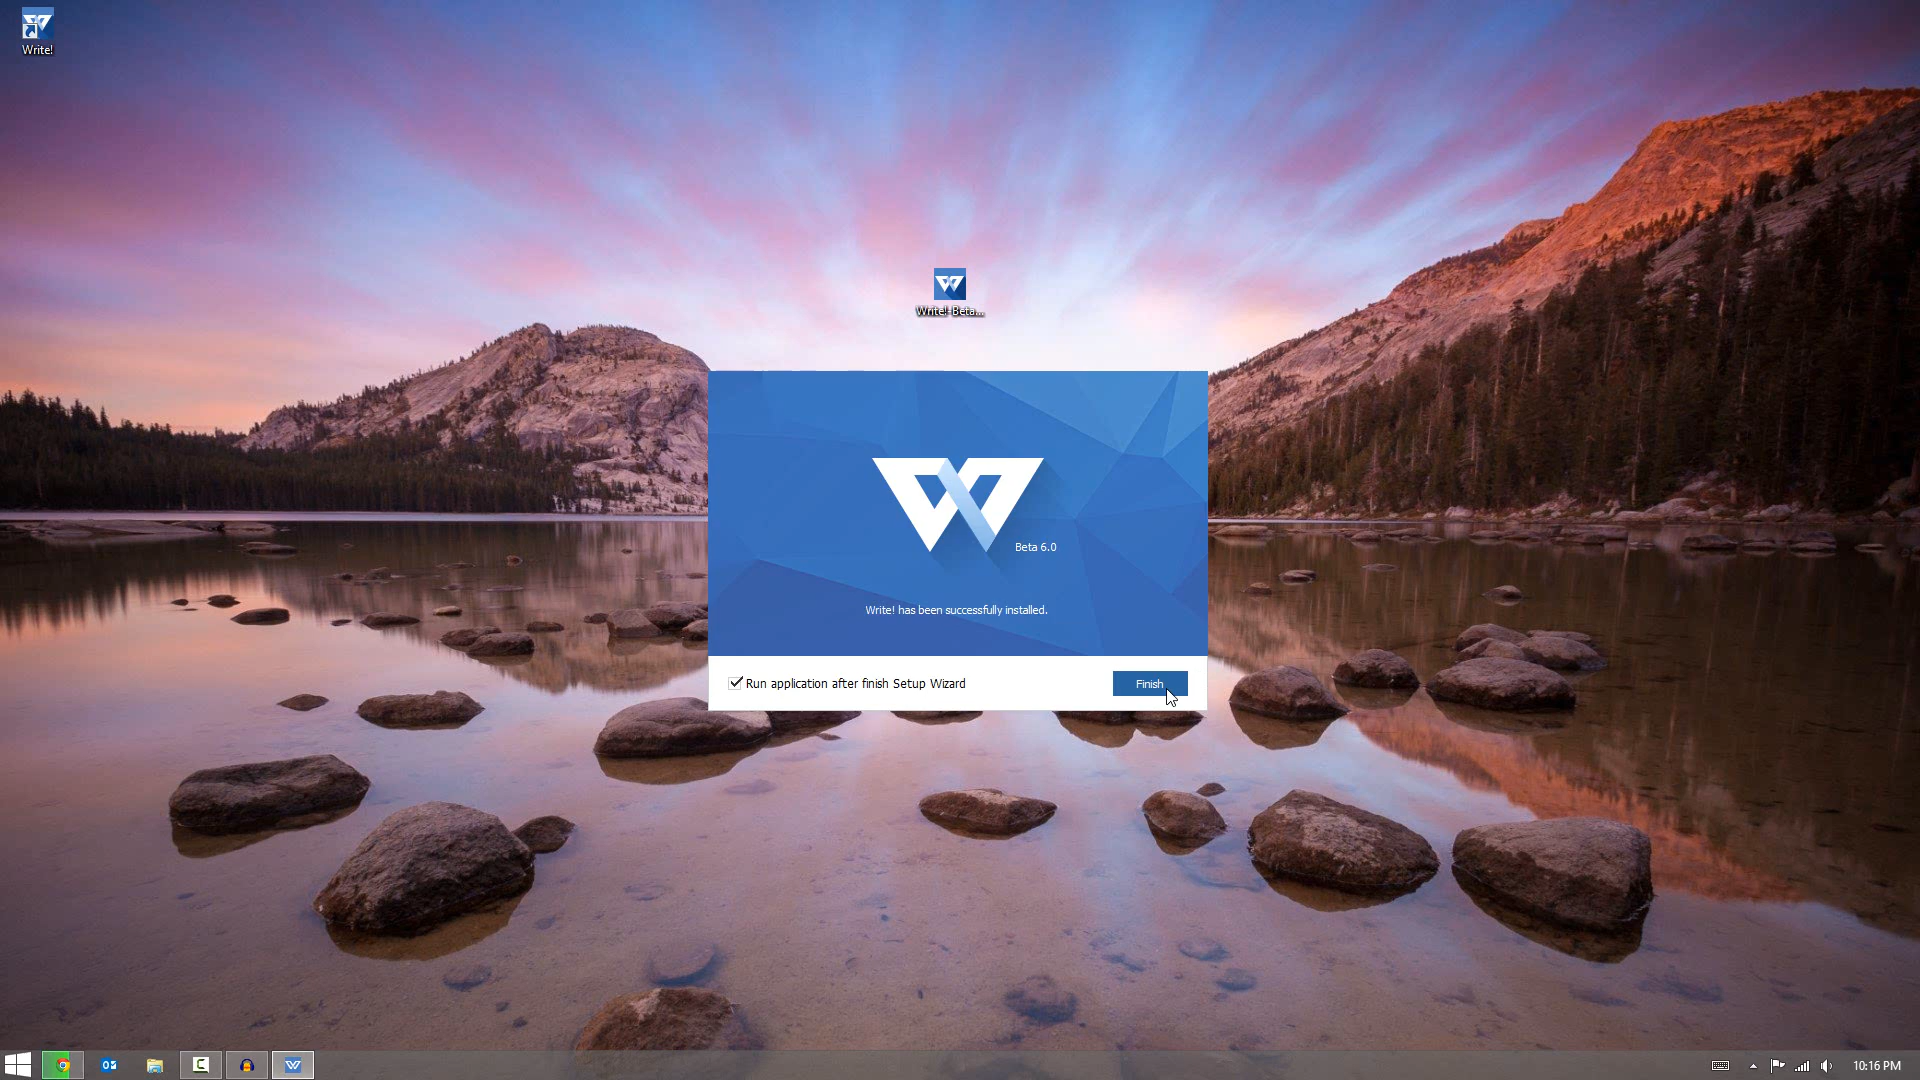 Write!
Write!-Beta...
Beta 6.0
Write! has been successfully installed.
Run application after finish Setup Wizard
Finish
10:16 PM